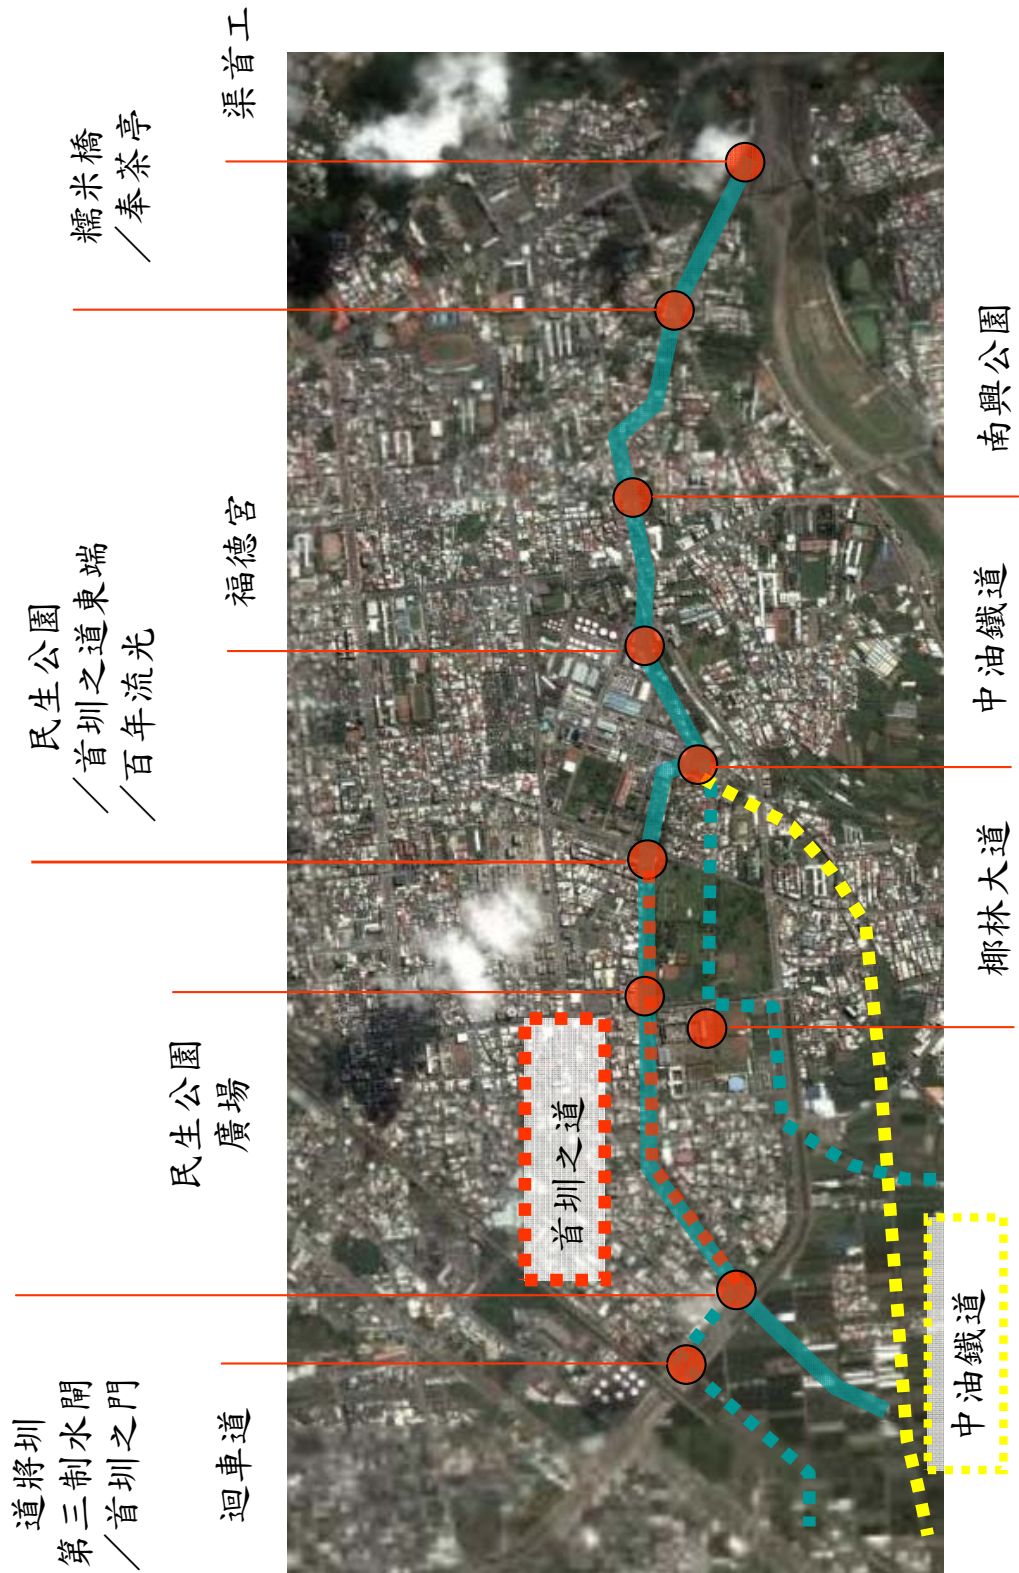 道將圳
第三制水閘
／首圳之門
迴車道
民生公園
廣場
民生公園
／首圳之道東端
／百年流光
福德宮
糯米橋
／奉茶亭
渠首工
首圳之道
中油鐵道
椰林大道
中油鐵道
南興公園